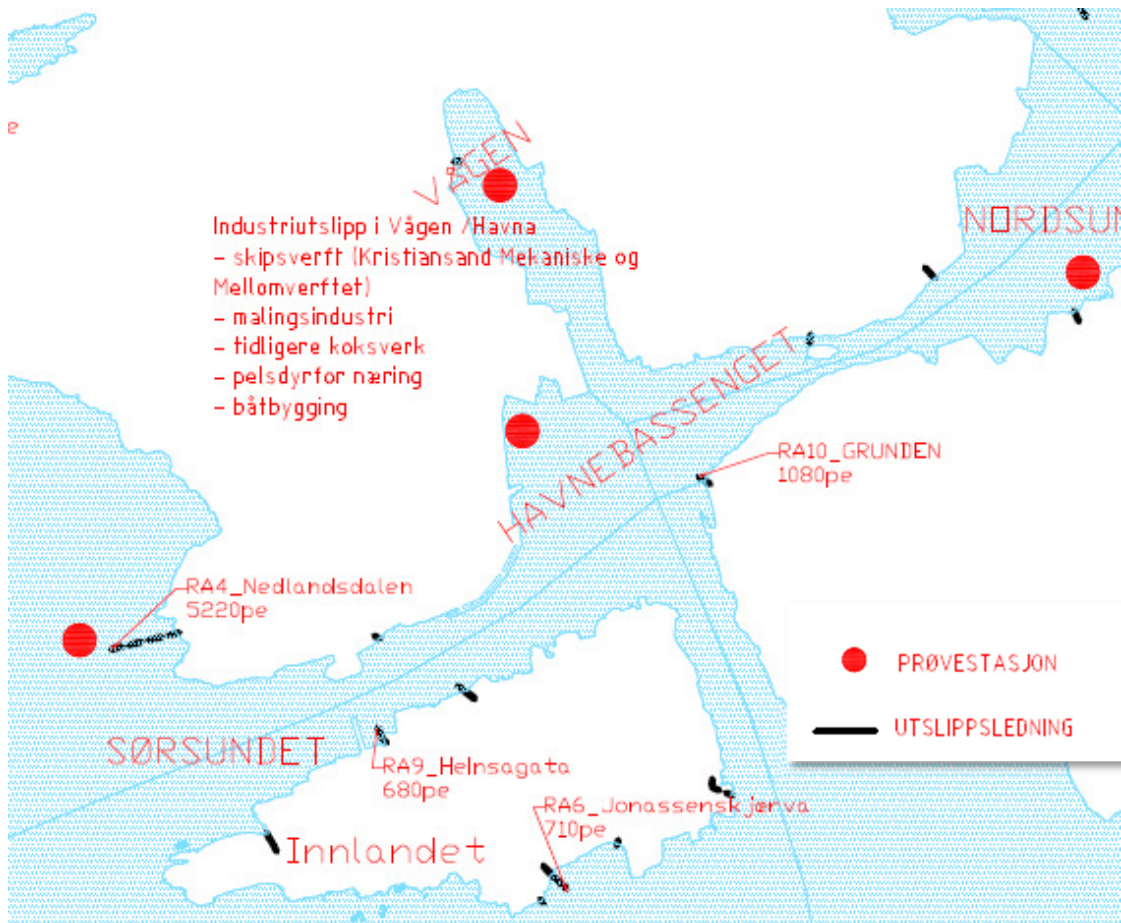 e
VÅGEN
Industriutslipp i Vågen /Havna
- skipsverft (Kristiansand Mekaniske og
Mellomverftet)
- malingsindustri
- tidligere koksverk
- pelsdyrfor næring
- båtbygging
NORDSUN
HAVNEBASSENGET
RA10_GRUNDEN
1080pe
RA4_Nedlandsdalen
5220pe
PRØVESTASJON
UTSLIPPSLEDNING
SØRSUNDET
RA9_Helnsagata
680pe
RA6_Jonassenskjærva
710pe
Innlandet